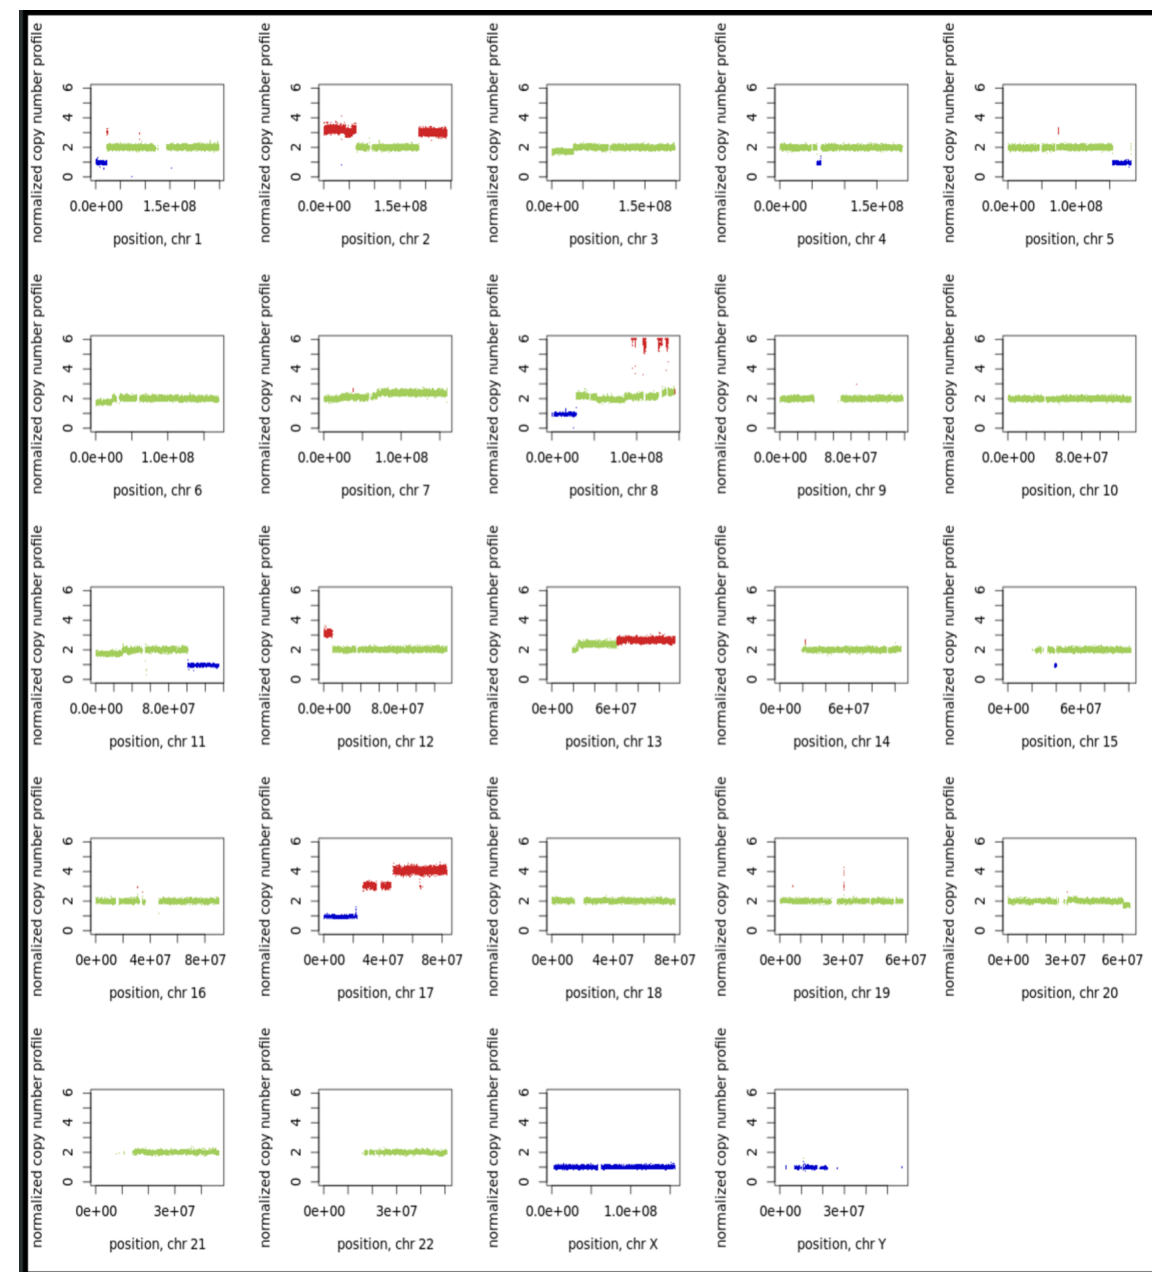 normalized copy number profile normalized copy number profile normalized copy number profile normalized copy number profile normalized copy number profile
0 2 4 6 0 2 4 6 0 2 4 6 0 2 4 6 0 2 4 6
0.0e+00 1.5e+08 0.0e+00 1.5e+08 0.0e+00 1.5e+08 0.0e+00 1.5e+08 0.0e+00 1.0e+08
position, chr 1 position, chr 2 position, chr 3 position, chr 4 position, chr 5
normalized copy number profile normalized copy number profile normalized copy number profile normalized copy number profile normalized copy number profile
0 2 4 6 0 2 4 6 0 2 4 6 0 2 4 6 0 2 4 6
0.0e+00 1.0e+08 0.0e+00 1.0e+08 0.0e+00 1.0e+08 0.0e+00 8.0e+07 0.0e+00 8.0e+07
position, chr 6 position, chr 7 position, chr 8 position, chr 9 position, chr 10
normalized copy number profile normalized copy number profile normalized copy number profile normalized copy number profile normalized copy number profile
0 2 4 6 0 2 4 6 0 2 4 6 0 2 4 6 0 2 4 6
0.0e+00 8.0e+07 0.0e+00 8.0e+07 0e+00 6e+07 0e+00 6e+07 0e+00 6e+07
position, chr 11 position, chr 12 position, chr 13 position, chr 14 position, chr 15
normalized copy number profile normalized copy number profile normalized copy number profile normalized copy number profile normalized copy number profile
0 2 4 6 0 2 4 6 0 2 4 6 0 2 4 6 0 2 4 6
0e+00 4e+07 8e+07 0e+00 4e+07 8e+07 0e+00 4e+07 8e+07 0e+00 3e+07 6e+07 0e+00 3e+07 6e+07
position, chr 16 position, chr 17 position, chr 18 position, chr 19 position, chr 20
normalized copy number profile normalized copy number profile normalized copy number profile normalized copy number profile
0 2 4 6 0 2 4 6 0 2 4 6 0 2 4 6
0e+00 3e+07 0e+00 3e+07 0.0e+00 1.0e+08 0e+00 3e+07
position, chr 21 position, chr 22 position, chr X position, chr Y